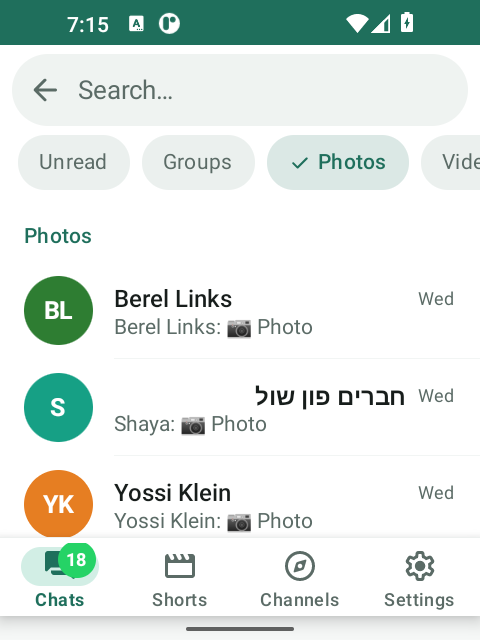 7:15
A
Search...
Unread
Groups
Photos
Vide
Photos
BL
Berel Links
Wed
Berel Links: 📷 Photo
S
חברים פון שול
Wed
Shaya: 📷 Photo
YK
Yossi Klein
Wed
Yossi Klein: 📷 Photo
18
Chats
Shorts
Channels
Settings